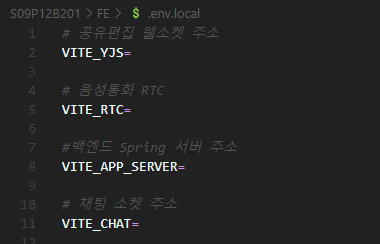 S09P12B201 > FE > $ .env.local
1 # 공유편집 웹소켓 주소
2 VITE_YJS=
3
4 # 음성통화 RTC
5 VITE_RTC=
6
7 #백엔드 Spring 서버 주소
8 VITE_APP_SERVER=
9
10 # 채팅 소켓 주소
11 VITE_CHAT=
12